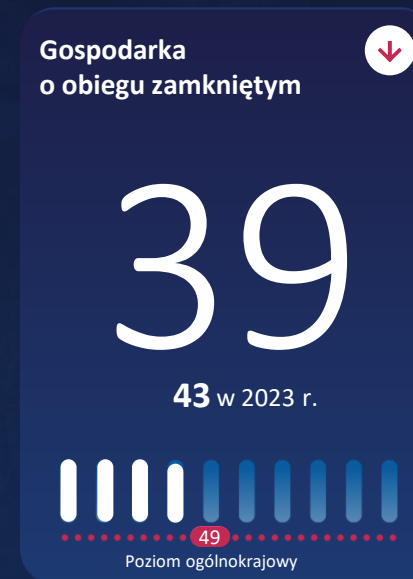 Gospodarka
o obiegu zamkniętym
39
43 w 2023 r.
49
Poziom ogólnokrajowy